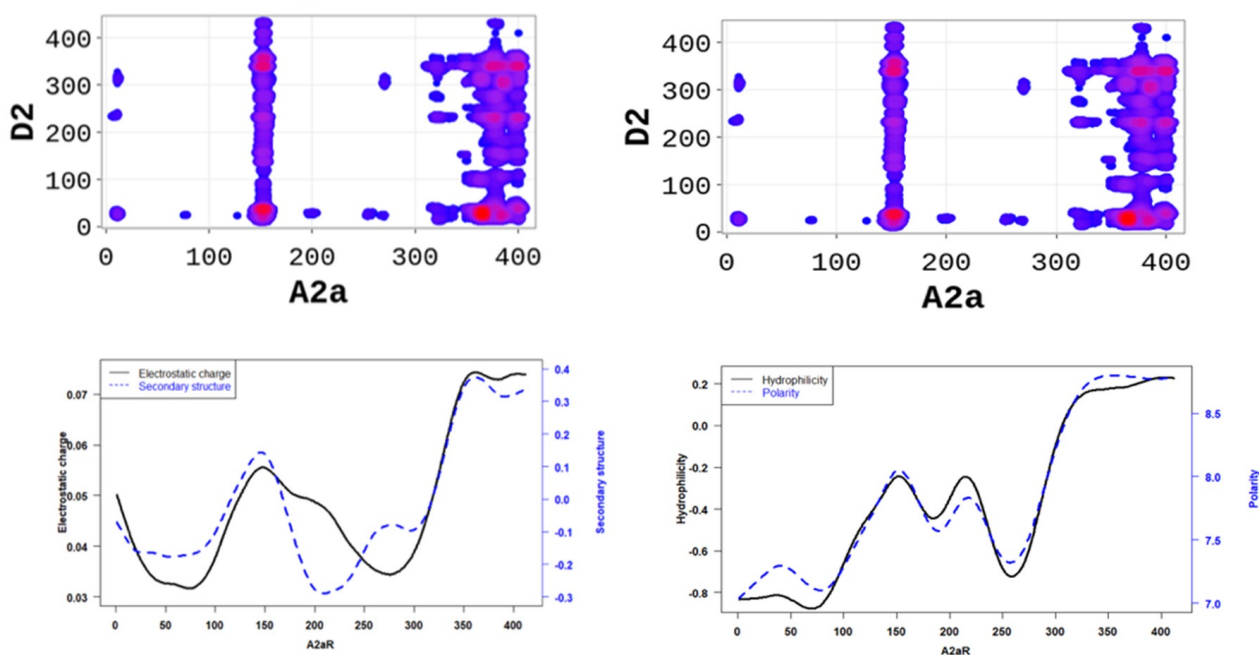 400
300
200
100
0
D2
0 100 200 300 400
A2a
400
300
200
100
0
D2
0 100 200 300 400
A2a
Electrostatic charge
Secondary structure
0.07
0.06
0.05
0.04
0.03
Electrostatic charge
0.4
0.3
0.2
0.1
0.0
-0.1
-0.2
-0.3
Secondary structure
0 50 100 150 200 250 300 350 400
A2aR
Hydrophilicity
Polarity
0.2
0.0
-0.2
-0.4
-0.6
-0.8
Hydrophilicity
8.5
8.0
7.5
7.0
Polarity
0 50 100 150 200 250 300 350 400
A2aR